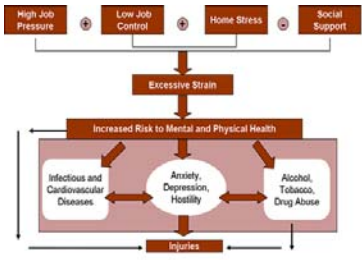 High Job
Pressure
+
Low Job
Control
+
Home Stress
-
Social
Support
Excessive Strain
Increased Risk to Mental and Physical Health
Infectious and
Cardiovascular
Diseases
Anxiety,
Depression,
Hostility
Alcohol,
Tobacco,
Drug Abuse
Injuries